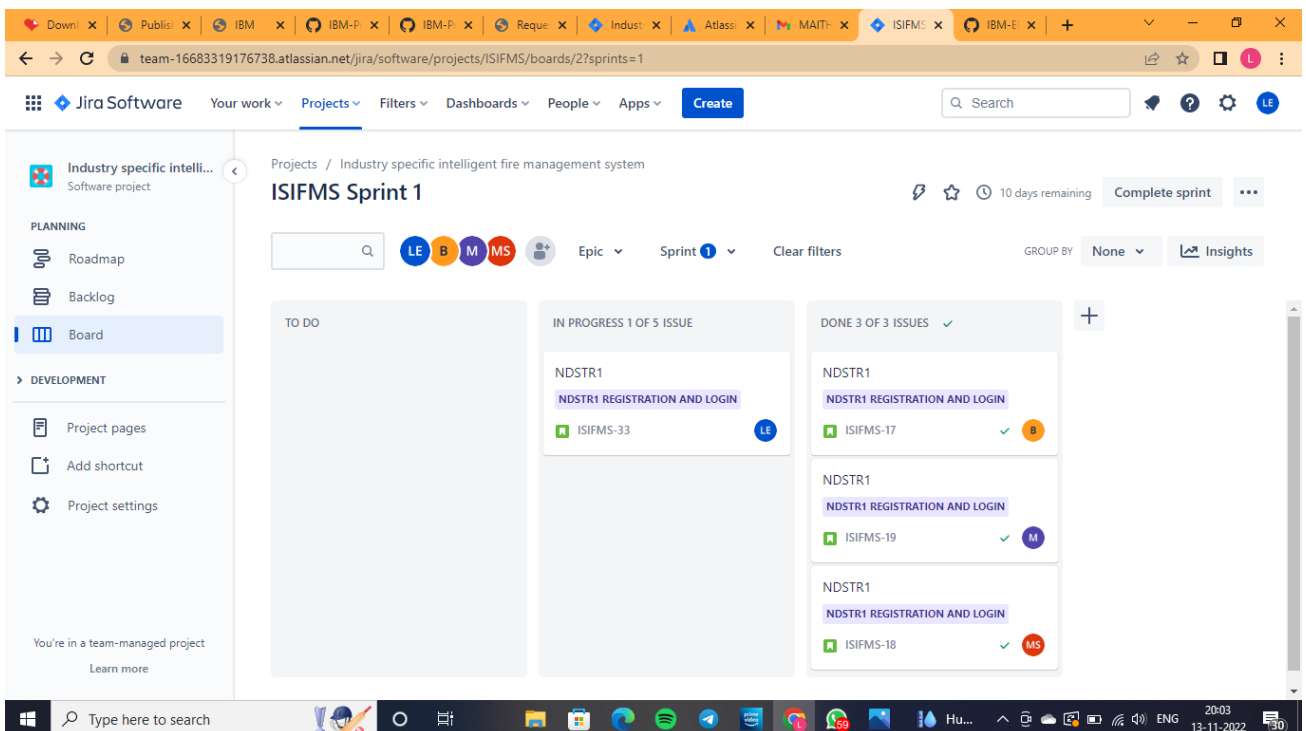 Downl Publis IBM IBM-P IBM-P Reque Indust Atlassi MAITH ISIFMS IBM-E
team-16683319176738.atlassian.net/jira/software/projects/ISIFMS/boards/2?sprints=1 L
Jira Software Your work Projects Filters Dashboards People Apps Create Search LE
Industry specific intelli...
Software project
Projects / Industry specific intelligent fire management system
ISIFMS Sprint 1
10 days remaining Complete sprint
PLANNING
Roadmap
Backlog
Board
DEVELOPMENT
Project pages
Add shortcut
Project settings
You're in a team-managed project
Learn more
LE B M MS Epic Sprint 1 Clear filters GROUP BY None Insights
TO DO
IN PROGRESS 1 OF 5 ISSUE
NDSTR1
NDSTR1 REGISTRATION AND LOGIN
ISIFMS-33 LE
DONE 3 OF 3 ISSUES
NDSTR1
NDSTR1 REGISTRATION AND LOGIN
ISIFMS-17 B
NDSTR1
NDSTR1 REGISTRATION AND LOGIN
ISIFMS-19 M
NDSTR1
NDSTR1 REGISTRATION AND LOGIN
ISIFMS-18 MS
Type here to search prime video L 59 Hu... ENG 20:03
13-11-2022 30